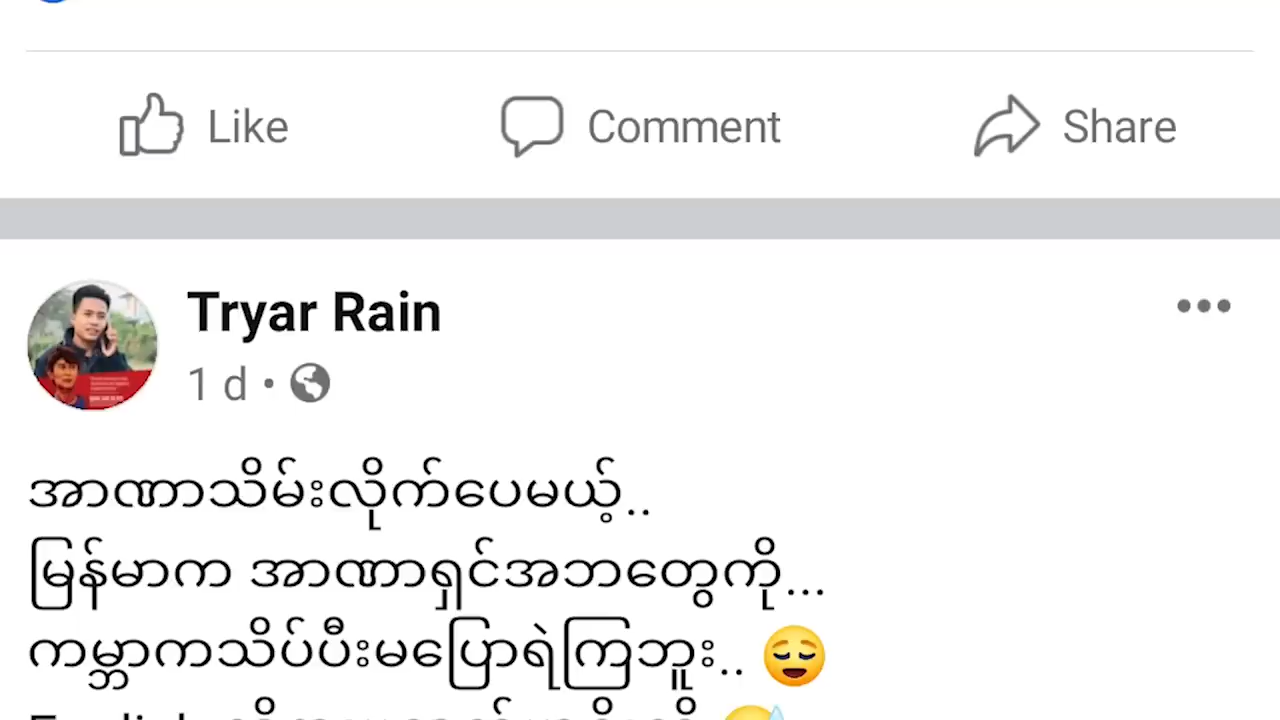 Like Comment Share
Tryar Rain
1 d
အာဏာသိမ်းလိုက်ပေမယ့်..
မြန်မာက အာဏာရှင်အဘတွေကို...
ကမ္ဘာကသိပ်ပီးမပြောရဲကြဘူး.. 😌